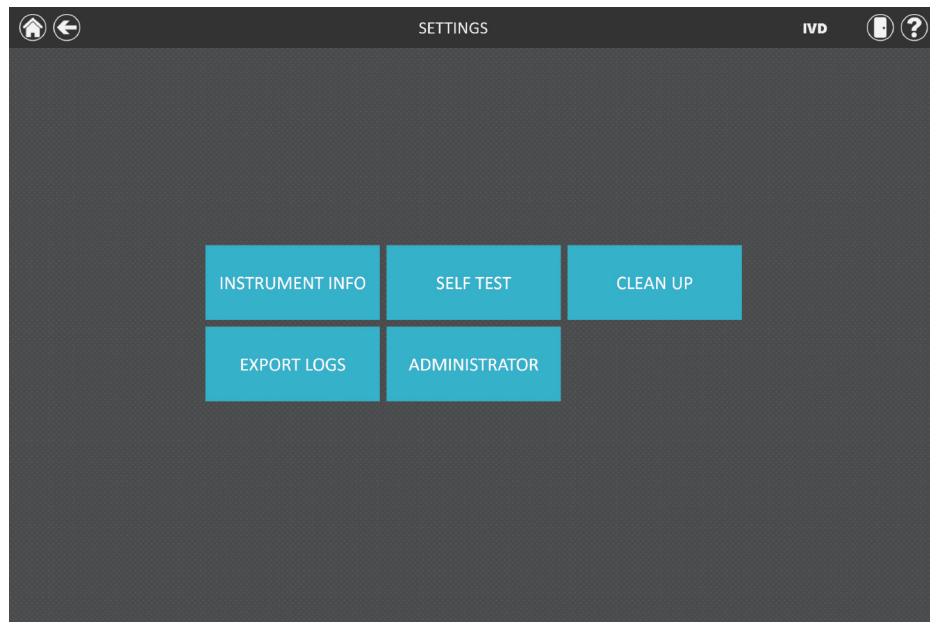 SETTINGS
IVD
?
INSTRUMENT INFO
SELF TEST
CLEAN UP
EXPORT LOGS
ADMINISTRATOR